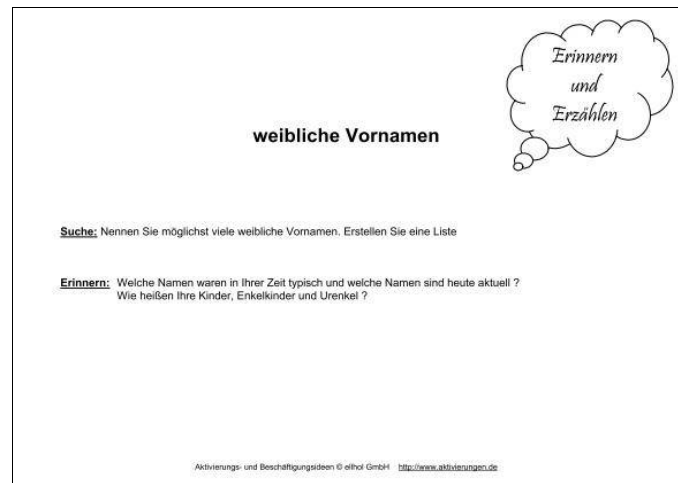 Erinnern
und
Erzählen
weibliche Vornamen
Suche: Nennen Sie möglichst viele weibliche Vornamen. Erstellen Sie eine Liste
Erinnern: Welche Namen waren in Ihrer Zeit typisch und welche Namen sind heute aktuell ?
Wie heißen Ihre Kinder, Enkelkinder und Urenkel ?
Aktivierungs- und Beschäftigungsideen © ellhol GmbH http://www.aktivierungen.de